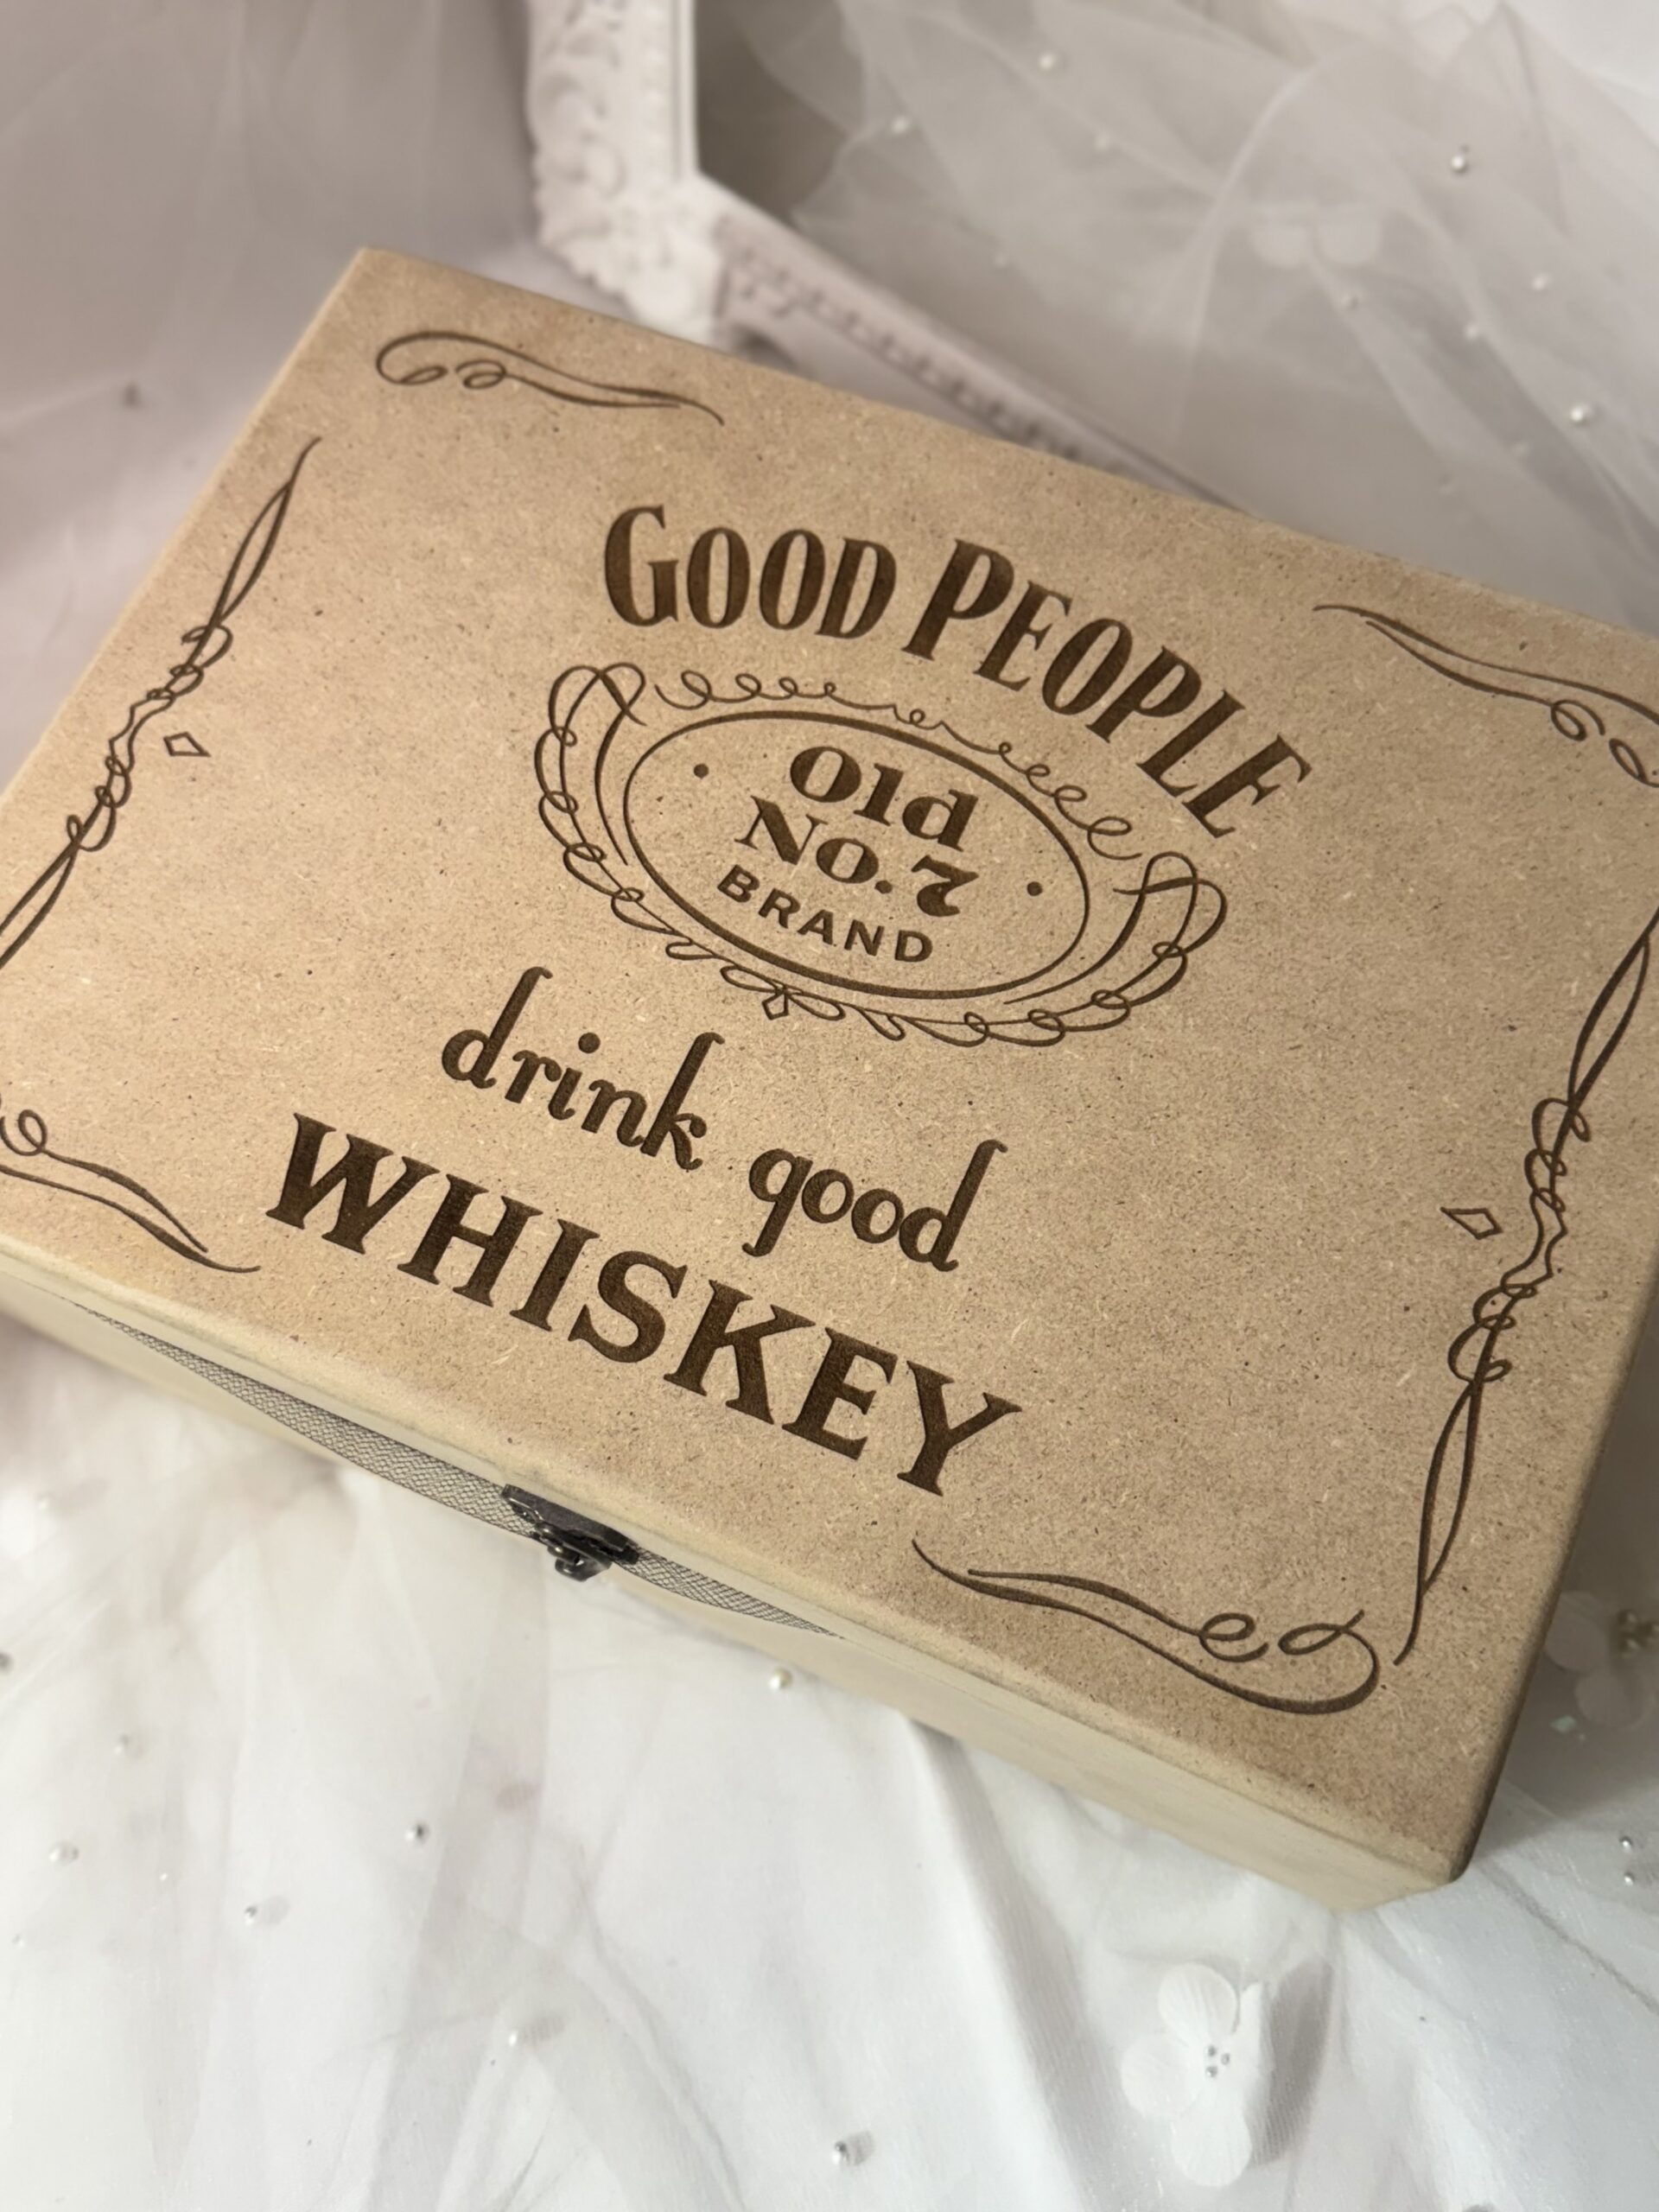 GOOD PEOPLE
Old
NO.7
BRAND
drink good
WHISKEY